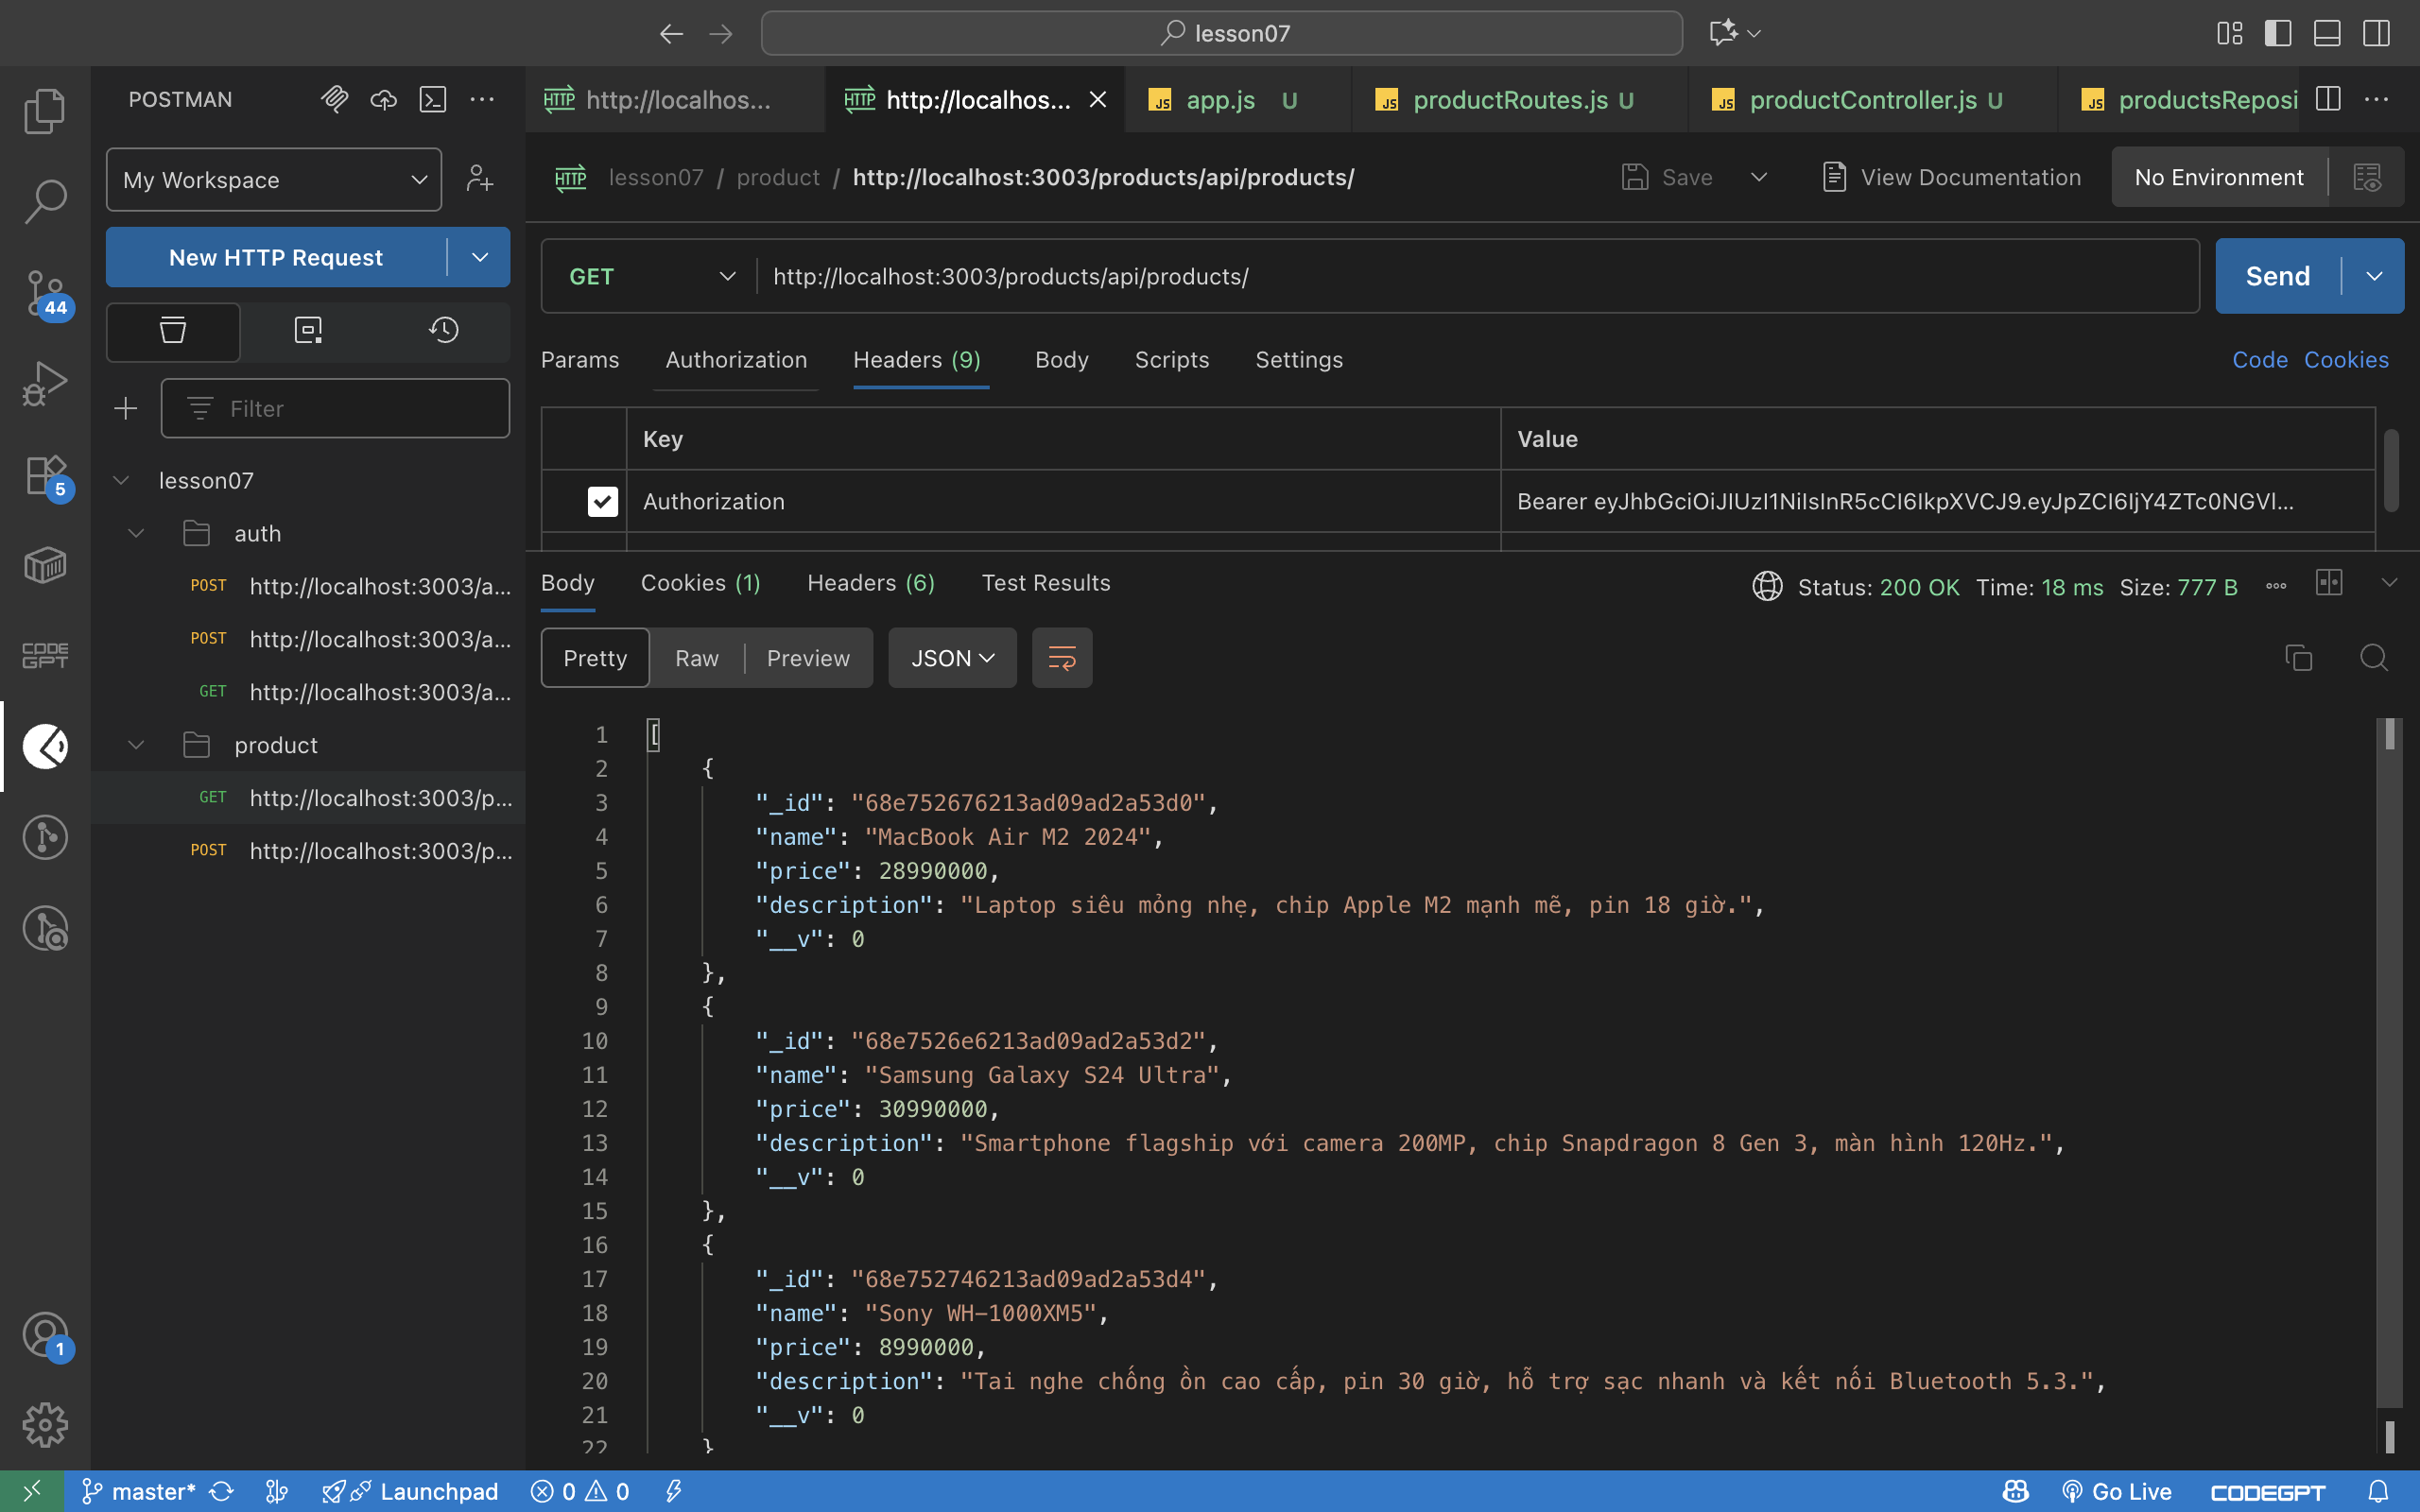 lesson07
POSTMAN
My Workspace
New HTTP Request
Filter
lesson07
auth
POST http://localhost:3003/a...
POST http://localhost:3003/a...
GET http://localhost:3003/a...
product
GET http://localhost:3003/p...
POST http://localhost:3003/p...
44
5
CODE
GPT
1
HTTP http://localhos...
HTTP http://localhos...
JS app.js U
JS productRoutes.js U
JS productController.js U
JS productsReposi
HTTP lesson07 / product / http://localhost:3003/products/api/products/
Save
View Documentation
No Environment
GET http://localhost:3003/products/api/products/
Send
Params Authorization Headers (9) Body Scripts Settings
Code Cookies
Key Value
Authorization Bearer eyJhbGciOiJIUzI1NiIsInR5cCI6IkpXVCJ9.eyJpZCI6IjY4ZTc0NGVl...
Body Cookies (1) Headers (6) Test Results
Status: 200 OK Time: 18 ms Size: 777 B
Pretty Raw Preview JSON
1 [
2 {
3 "_id": "68e752676213ad09ad2a53d0",
4 "name": "MacBook Air M2 2024",
5 "price": 28990000,
6 "description": "Laptop siêu mỏng nhẹ, chip Apple M2 mạnh mẽ, pin 18 giờ.",
7 "__v": 0
8 },
9 {
10 "_id": "68e7526e6213ad09ad2a53d2",
11 "name": "Samsung Galaxy S24 Ultra",
12 "price": 30990000,
13 "description": "Smartphone flagship với camera 200MP, chip Snapdragon 8 Gen 3, màn hình 120Hz.",
14 "__v": 0
15 },
16 {
17 "_id": "68e752746213ad09ad2a53d4",
18 "name": "Sony WH-1000XM5",
19 "price": 8990000,
20 "description": "Tai nghe chống ồn cao cấp, pin 30 giờ, hỗ trợ sạc nhanh và kết nối Bluetooth 5.3.",
21 "__v": 0
22 }
master* Launchpad 0 0 Go Live CODEGPT